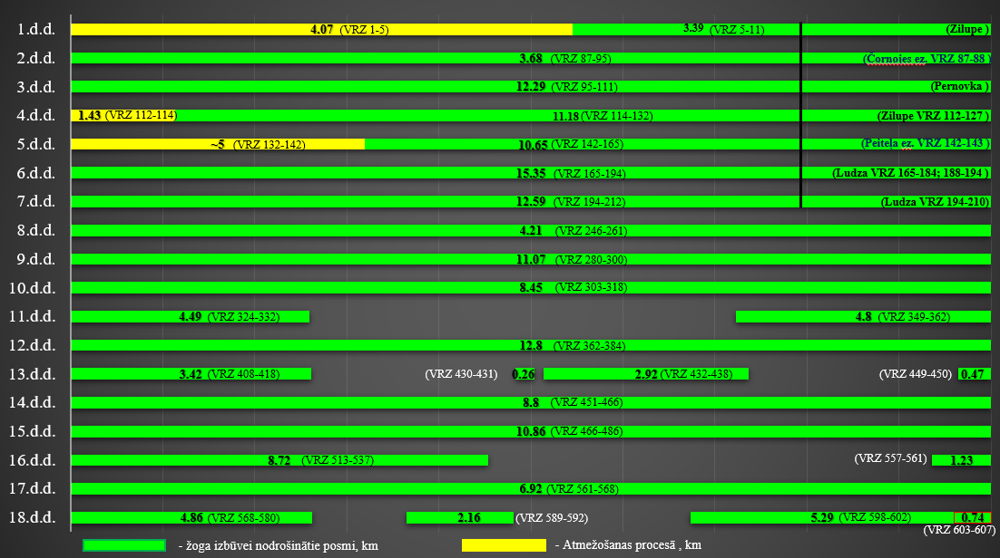 1.d.d. 4.07 (VRZ 1-5) 3.39 (VRZ 5-11) (Zilupe )
2.d.d. 3.68 (VRZ 87-95) (Čornojes ez. VRZ 87-88 )
3.d.d. 12.29 (VRZ 95-111) (Pernovka )
4.d.d. 1.43 (VRZ 112-114) 11.18 (VRZ 114-132) (Zilupe VRZ 112-127 )
5.d.d. ~5 (VRZ 132-142) 10.65 (VRZ 142-165) (Peitela ez. VRZ 142-143 )
6.d.d. 15.35 (VRZ 165-194) (Ludza VRZ 165-184; 188-194 )
7.d.d. 12.59 (VRZ 194-212) (Ludza VRZ 194-210)
8.d.d. 4.21 (VRZ 246-261)
9.d.d. 11.07 (VRZ 280-300)
10.d.d. 8.45 (VRZ 303-318)
11.d.d. 4.49 (VRZ 324-332) 4.8 (VRZ 349-362)
12.d.d. 12.8 (VRZ 362-384)
13.d.d. 3.42 (VRZ 408-418) (VRZ 430-431) 0.26 2.92 (VRZ 432-438) (VRZ 449-450) 0.47
14.d.d. 8.8 (VRZ 451-466)
15.d.d. 10.86 (VRZ 466-486)
16.d.d. 8.72 (VRZ 513-537) (VRZ 557-561) 1.23
17.d.d. 6.92 (VRZ 561-568)
18.d.d. 4.86 (VRZ 568-580) 2.16 (VRZ 589-592) 5.29 (VRZ 598-602) 0.74
(VRZ 603-607)
- žoga izbūvei nodrošinātie posmi, km - Atmežošanas procesā , km